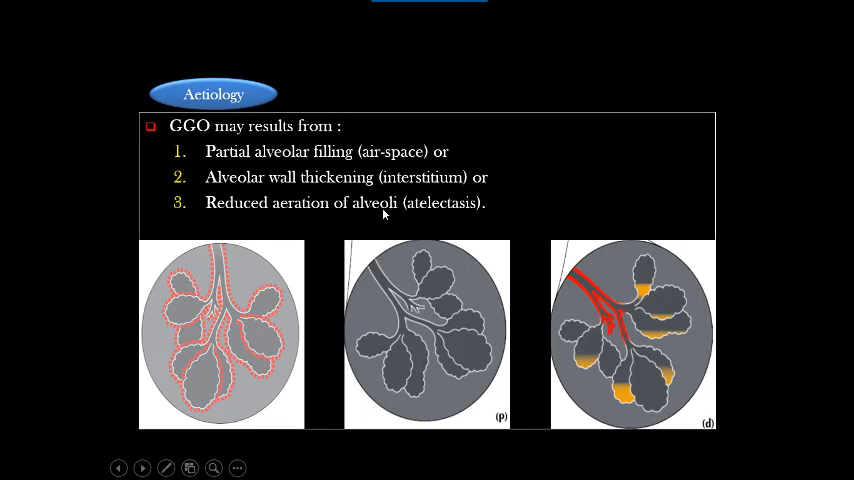 Aetiology
GGO may results from :
1. Partial alveolar filling (air-space) or
2. Alveolar wall thickening (interstitium) or
3. Reduced aeration of alveoli (atelectasis).
(p)
(d)